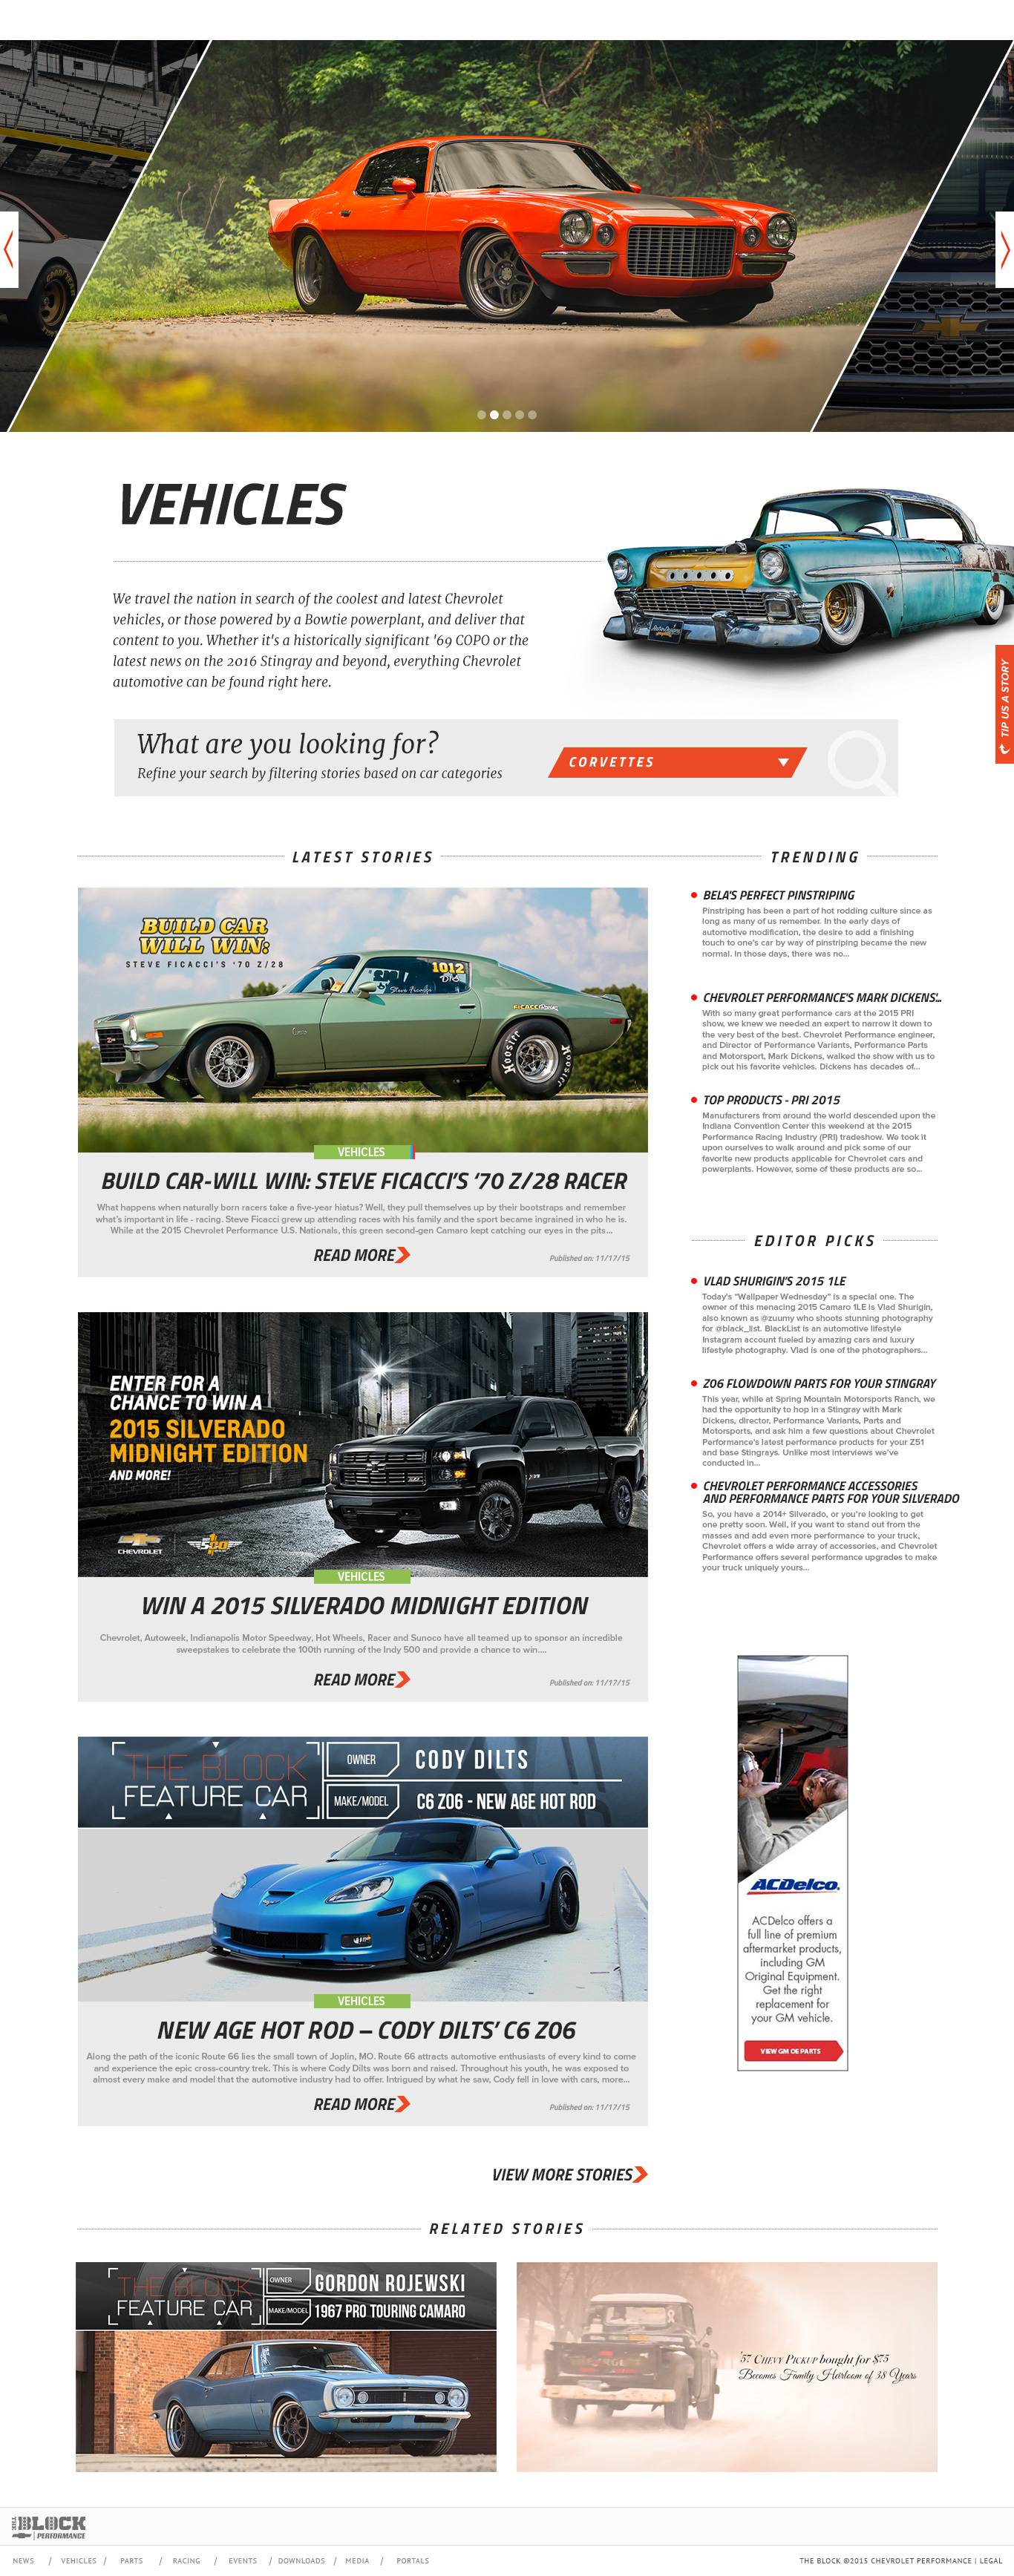 VEHICLES
We travel the nation in search of the coolest and latest Chevrolet
vehicles, or those powered by a Bowtie powerplant, and deliver that
content to you. Whether it's a historically significant '69 COPO or the
latest news on the 2016 Stingray and beyond, everything Chevrolet
automotive can be found right here.
TIP US A STORY
What are you looking for?
Refine your search by filtering stories based on car categories
CORVETTES
LATEST STORIES
BUILD CAR
WILL WIN:
STEVE FICACCI'S '70 Z/28
1012
Steve Ficacci
FICACCI
Hoosier
Hoosier
VEHICLES
BUILD CAR-WILL WIN: STEVE FICACCI'S '70 Z/28 RACER
What happens when naturally born racers take a five-year hiatus? Well, they pull themselves up by their bootstraps and remember
what's important in life - racing. Steve Ficacci grew up attending races with his family and the sport became ingrained in who he is.
While at the 2015 Chevrolet Performance U.S. Nationals, this green second-gen Camaro kept catching our eyes in the pits...
READ MORE
Published on: 11/17/15
ENTER FOR A
CHANCE TO WIN A
2015 SILVERADO
MIDNIGHT EDITION
AND MORE!
CHEVROLET
500
VEHICLES
WIN A 2015 SILVERADO MIDNIGHT EDITION
Chevrolet, Autoweek, Indianapolis Motor Speedway, Hot Wheels, Racer and Sunoco have all teamed up to sponsor an incredible
sweepstakes to celebrate the 100th running of the Indy 500 and provide a chance to win....
READ MORE
Published on: 11/17/15
THE BLOCK
FEATURE CAR
OWNER
CODY DILTS
MAKE/MODEL
C6 Z06 - NEW AGE HOT ROD
VEHICLES
NEW AGE HOT ROD – CODY DILTS' C6 Z06
Along the path of the iconic Route 66 lies the small town of Joplin, MO. Route 66 attracts automotive enthusiasts of every kind to come
and experience the epic cross-country trek. This is where Cody Dilts was born and raised. Throughout his youth, he was exposed to
almost every make and model that the automotive industry had to offer. Intrigued by what he saw, Cody fell in love with cars, more...
READ MORE
Published on: 11/17/15
VIEW MORE STORIES
TRENDING
BELA'S PERFECT PINSTRIPING
Pinstriping has been a part of hot rodding culture since as
long as many of us remember. In the early days of
automotive modification, the desire to add a finishing
touch to one's car by way of pinstriping became the new
normal. In those days, there was no...
CHEVROLET PERFORMANCE'S MARK DICKENS'...
With so many great performance cars at the 2015 PRI
show, we knew we needed an expert to narrow it down to
the very best of the best. Chevrolet Performance engineer,
and Director of Performance Variants, Performance Parts
and Motorsport, Mark Dickens, walked the show with us to
pick out his favorite vehicles. Dickens has decades of...
TOP PRODUCTS - PRI 2015
Manufacturers from around the world descended upon the
Indiana Convention Center this weekend at the 2015
Performance Racing Industry (PRI) tradeshow. We took it
upon ourselves to walk around and pick some of our
favorite new products applicable for Chevrolet cars and
powerplants. However, some of these products are so...
EDITOR PICKS
VLAD SHURIGIN'S 2015 1LE
Today's "Wallpaper Wednesday" is a special one. The
owner of this menacing 2015 Camaro 1LE is Vlad Shurigin,
also known as @zuumy who shoots stunning photography
for @black_list. BlackList is an automotive lifestyle
Instagram account fueled by amazing cars and luxury
lifestyle photography. Vlad is one of the photographers...
Z06 FLOWDOWN PARTS FOR YOUR STINGRAY
This year, while at Spring Mountain Motorsports Ranch, we
had the opportunity to hop in a Stingray with Mark
Dickens, director, Performance Variants, Parts and
Motorsports, and ask him a few questions about Chevrolet
Performance's latest performance products for your Z51
and base Stingrays. Unlike most interviews we've
conducted in...
CHEVROLET PERFORMANCE ACCESSORIES
AND PERFORMANCE PARTS FOR YOUR SILVERADO
So, you have a 2014+ Silverado, or you're looking to get
one pretty soon. Well, if you want to stand out from the
masses and add even more performance to your truck,
Chevrolet offers a wide array of accessories, and Chevrolet
Performance offers several performance upgrades to make
your truck uniquely yours...
ACDelco.
ACDelco offers a
full line of premium
aftermarket products,
including GM
Original Equipment.
Get the right
replacement for
your GM vehicle.
VIEW GM OE PARTS
RELATED STORIES
THE BLOCK
FEATURE CAR
OWNER
GORDON ROJEWSKI
MAKE/MODEL
1967 PRO TOURING CAMARO
'57 CHEVY PICKUP bought for $75
Becomes Family Heirloom of 38 Years
THE BLOCK
PERFORMANCE
NEWS / VEHICLES / PARTS / RACING / EVENTS / DOWNLOADS / MEDIA / PORTALS
THE BLOCK ©2015 CHEVROLET PERFORMANCE | LEGAL